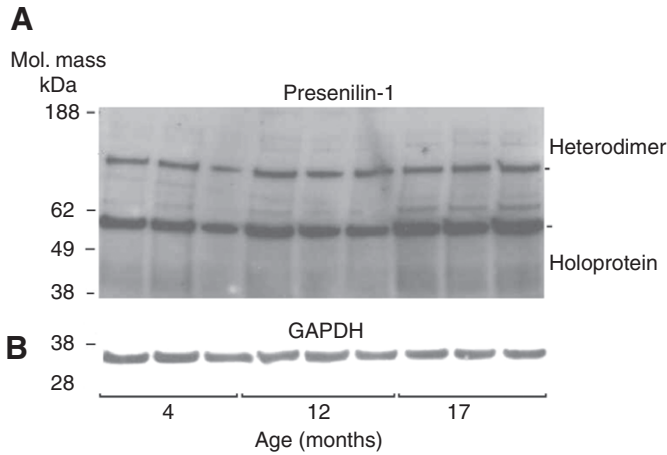 A
Mol. mass
kDa
Presenilin-1
188 –
Heterodimer
62 –
49 –
Holoprotein
38 –
GAPDH
B
38 –
28
4 12 17
Age (months)